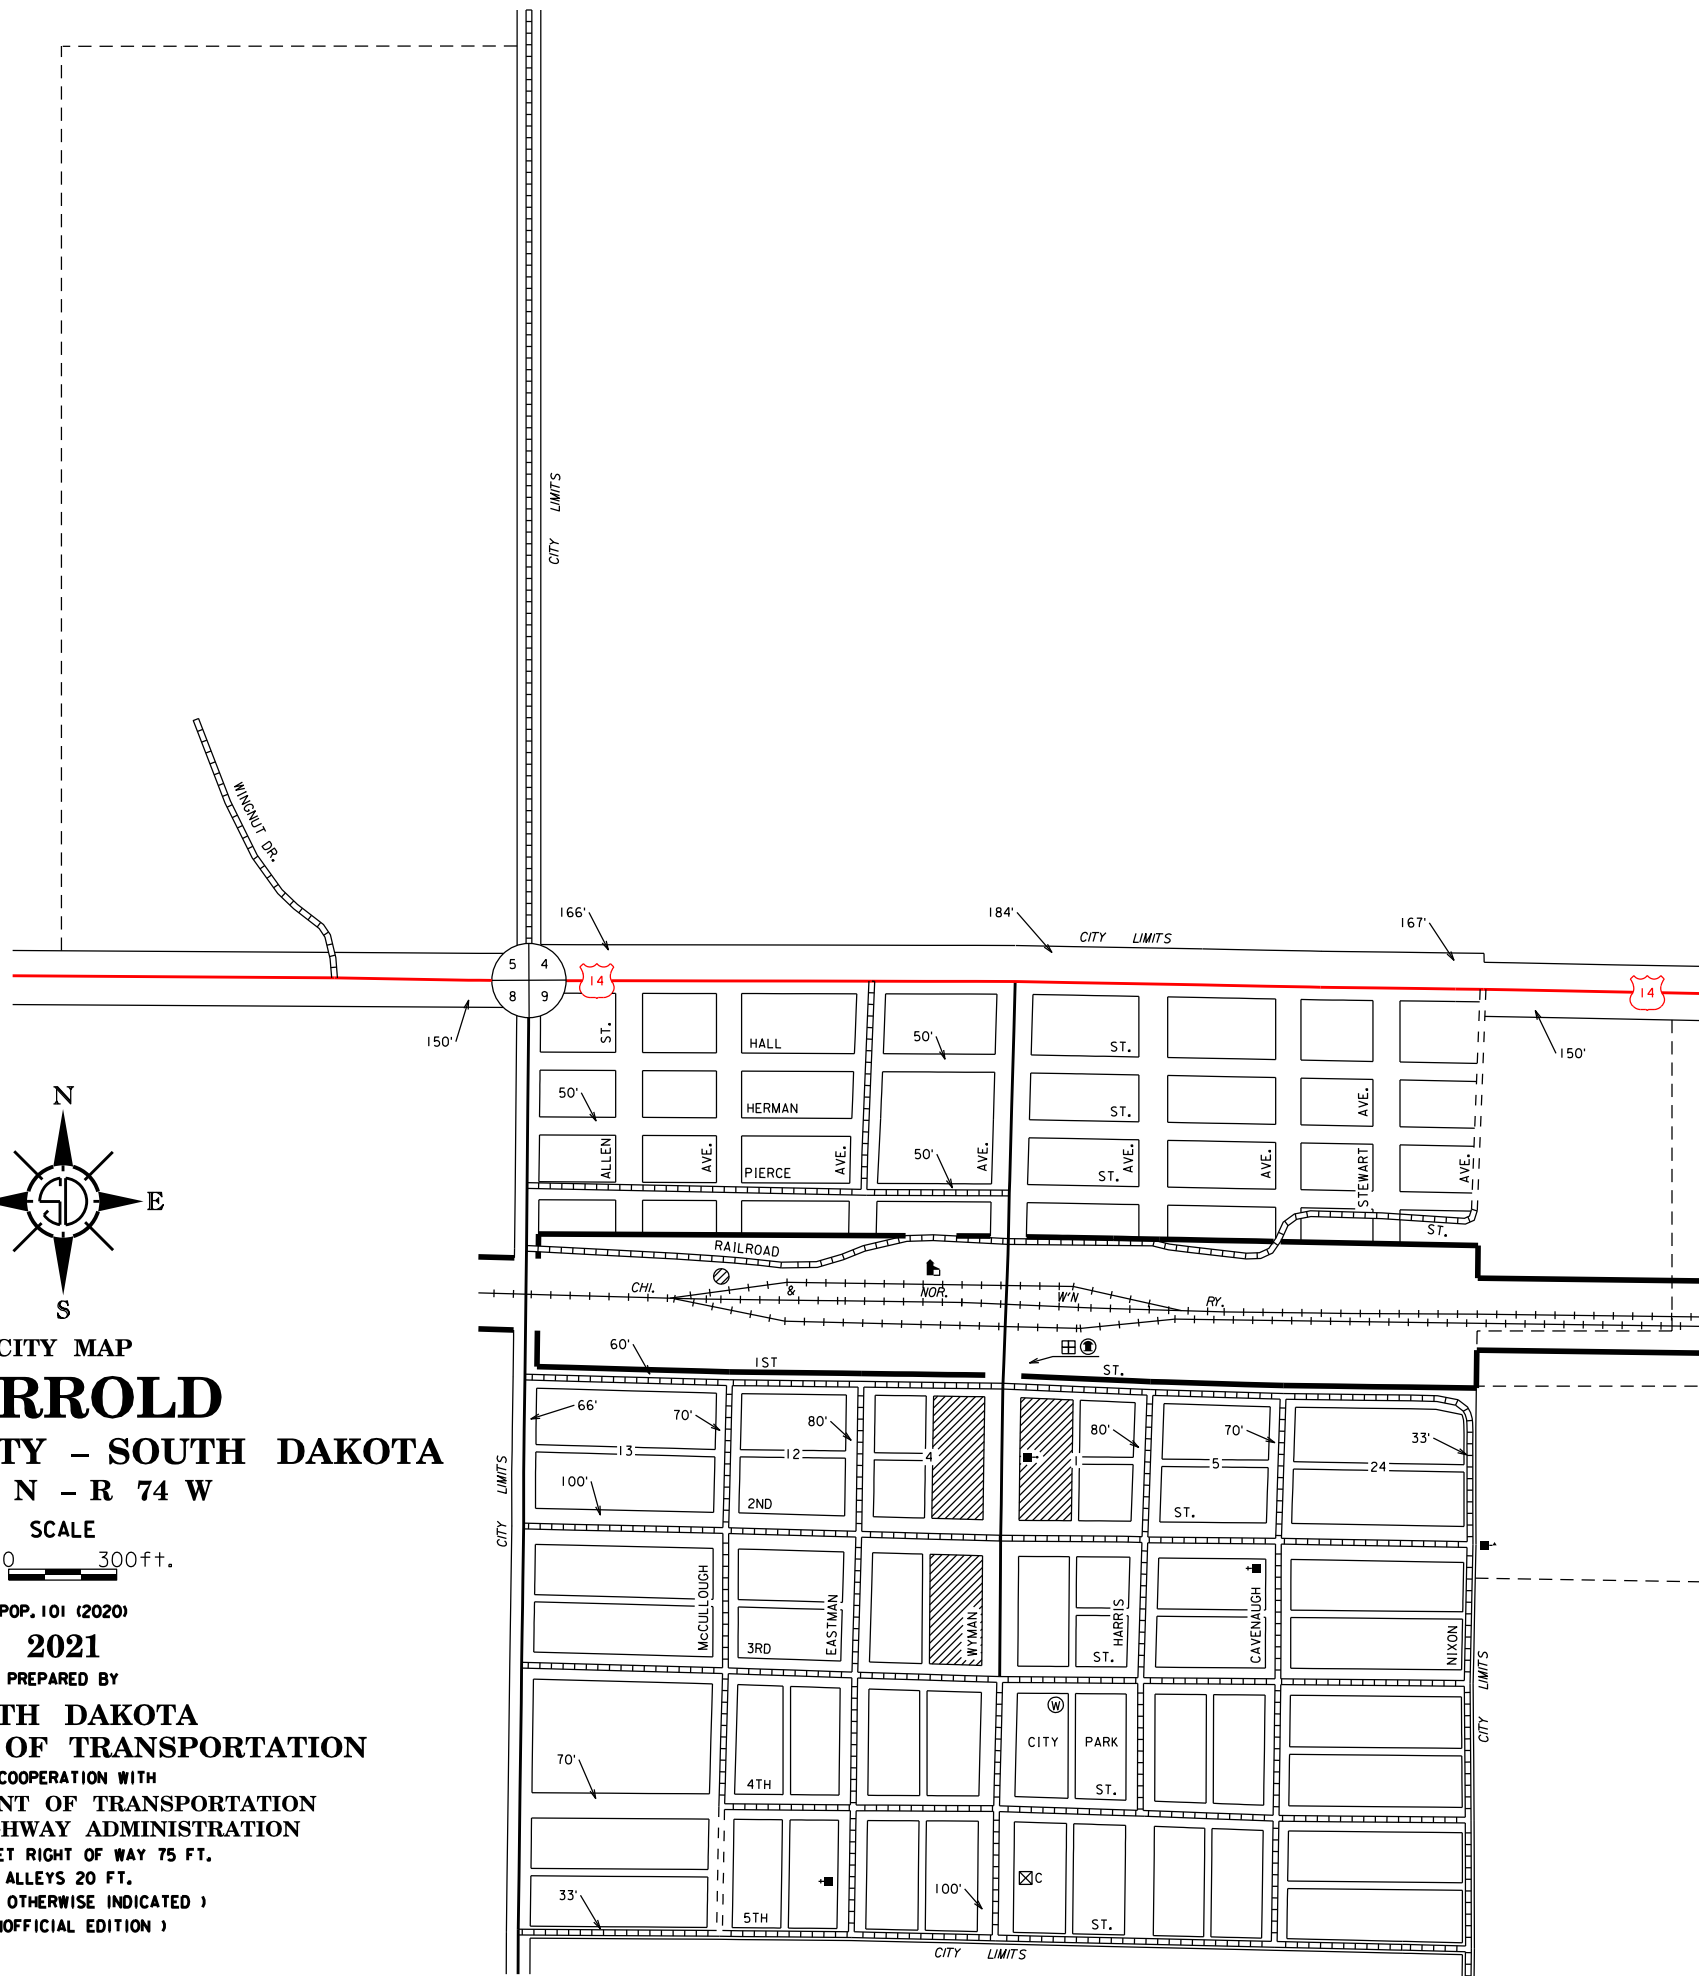 CITY LIMITS
WINGNUT DR.
166'
184'
CITY LIMITS
167'
5 4
8 9
14
14
150'
150'
ST.
HALL
50'
ST.
50'
HERMAN
ST.
AVE.
ALLEN
AVE.
PIERCE
AVE.
50'
AVE.
ST.
AVE.
AVE.
STEWART
AVE.
RAILROAD
ST.
CHI. & NOR. W'N RY.
60'
1ST
ST.
N
E
S
CITY MAP
RROLD
TY - SOUTH DAKOTA
N - R 74 W
SCALE
0 300ft.
POP. 101 (2020)
2021
PREPARED BY
TH DAKOTA
OF TRANSPORTATION
COOPERATION WITH
NT OF TRANSPORTATION
GHWAY ADMINISTRATION
ET RIGHT OF WAY 75 FT.
ALLEYS 20 FT.
OTHERWISE INDICATED )
NOFFICIAL EDITION )
66'
70'
80'
80'
70'
33'
13
12
4
1
5
24
CITY LIMITS
100'
2ND
ST.
McCULLOUGH
EASTMAN
WYMAN
HARRIS
CAVENAUGH
NIXON
3RD
ST.
CITY LIMITS
W
CITY PARK
70'
4TH
ST.
33'
C
100'
5TH
ST.
CITY LIMITS